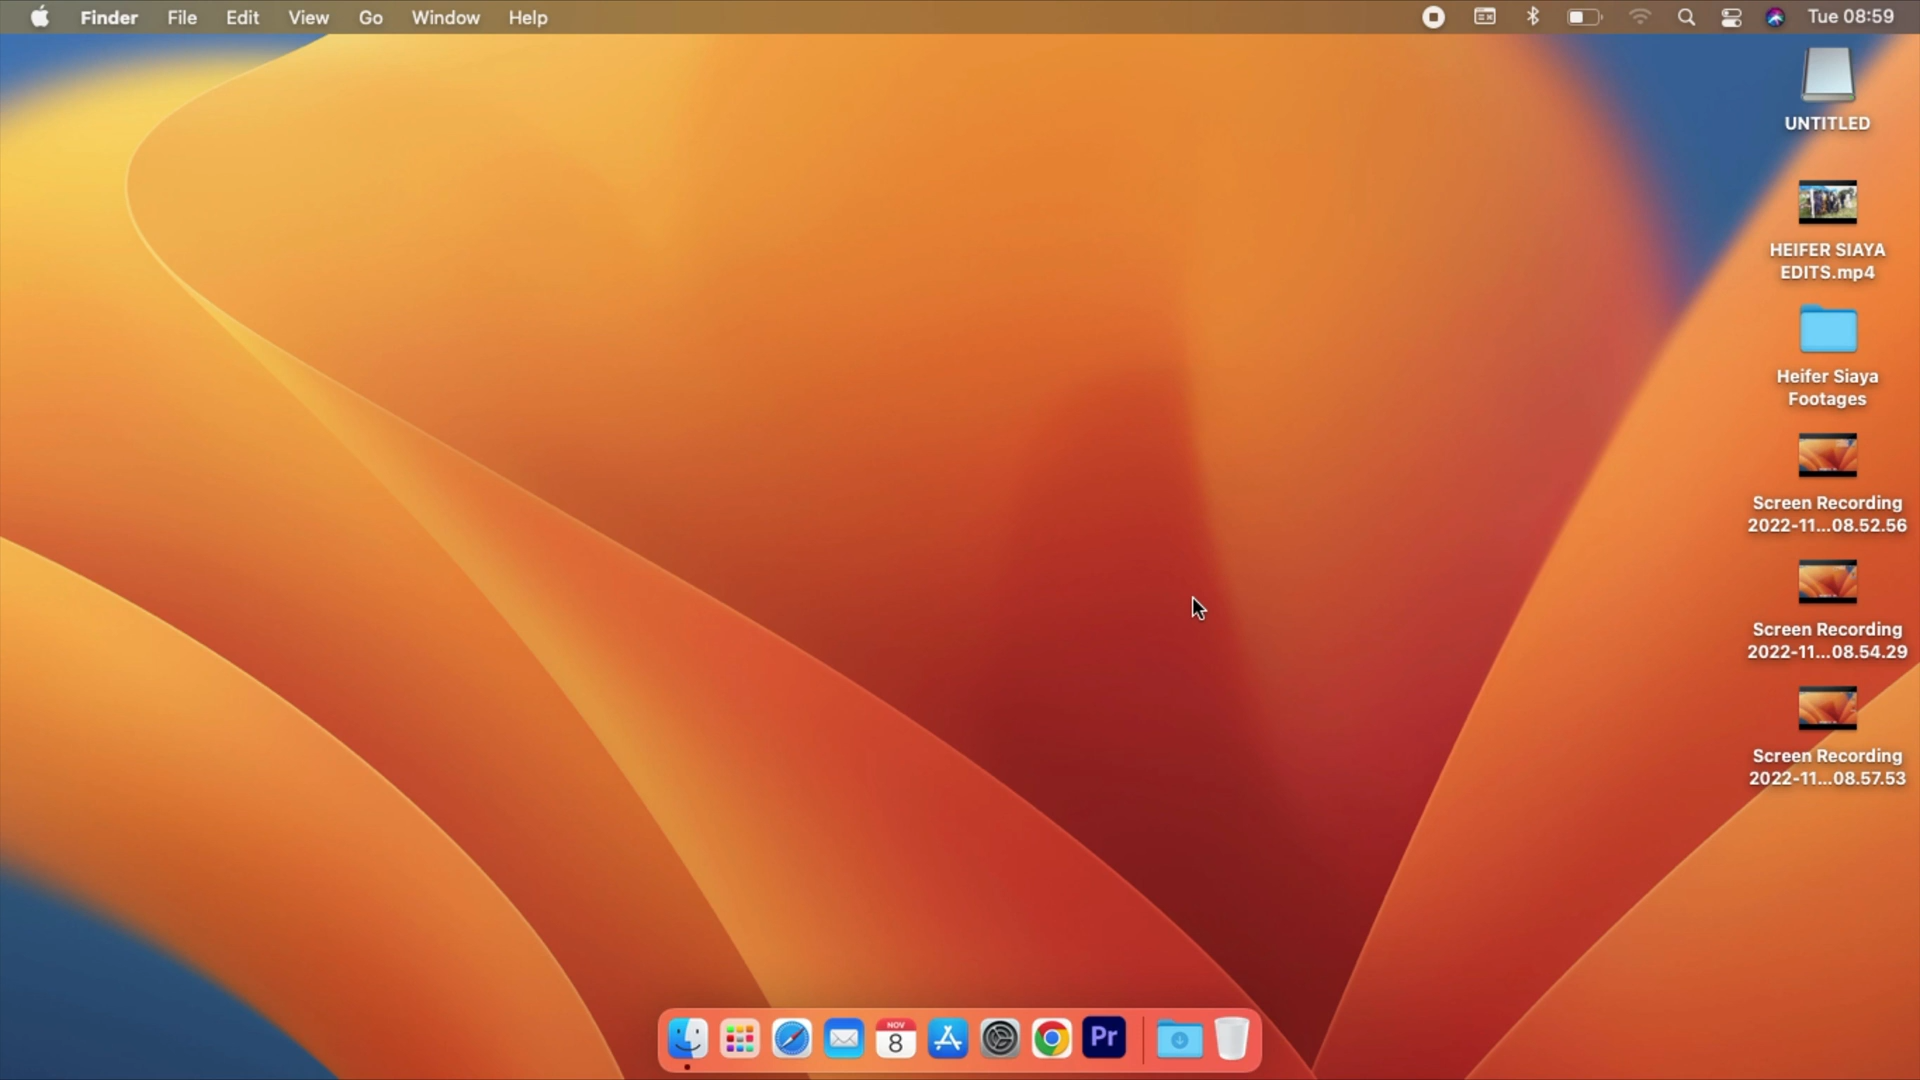 Finder File Edit View Go Window Help Tue 08:59
UNTITLED
HEIFER SIAYA
EDITS.mp4
Heifer Siaya
Footages
Screen Recording
2022-11...08.52.56
Screen Recording
2022-11...08.54.29
Screen Recording
2022-11...08.57.53
NOV
8
Pr